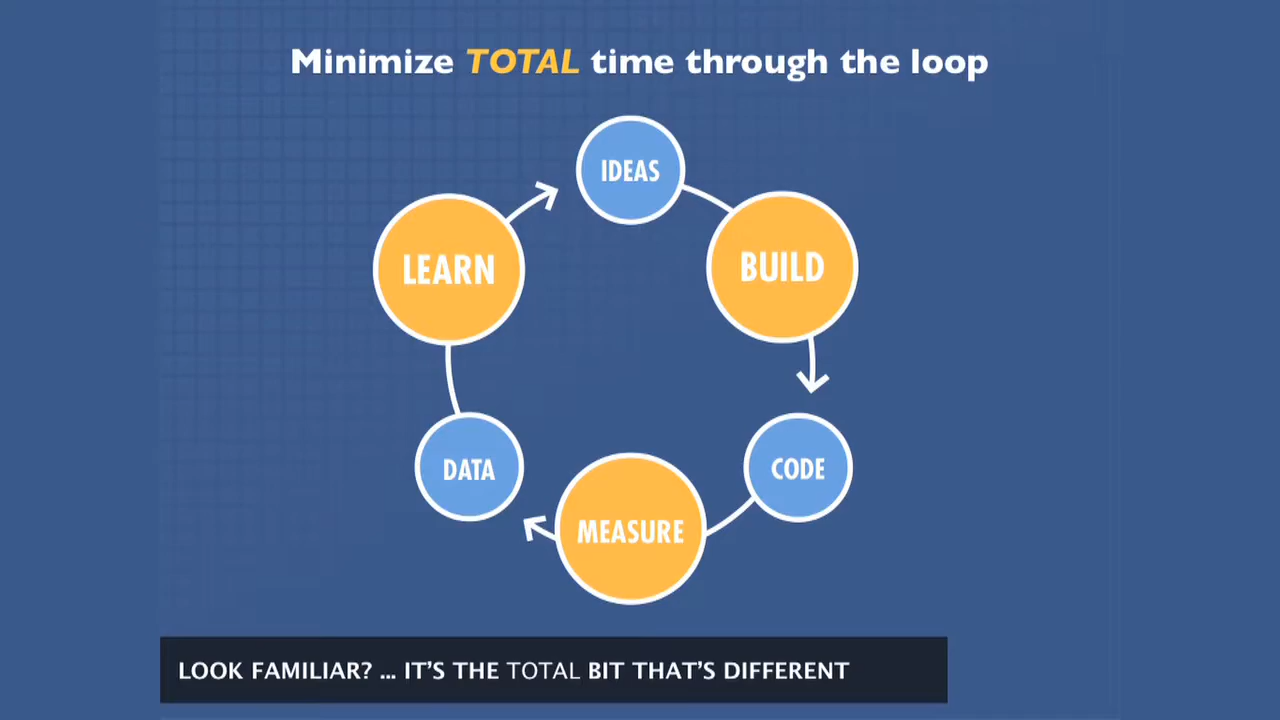 Minimize TOTAL time through the loop
IDEAS
BUILD
LEARN
CODE
DATA
MEASURE
LOOK FAMILIAR? ... IT'S THE TOTAL BIT THAT'S DIFFERENT